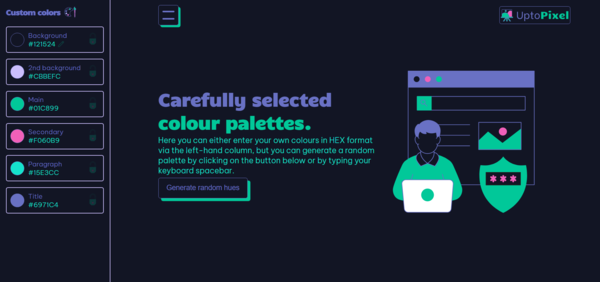 Custom colors
Background
#121524
2nd background
#CBBEFC
Main
#01C899
Secondary
#F060B9
Paragraph
#15E3CC
Title
#6971C4
UptoPixel
Carefully selected
colour palettes.
Here you can either enter your own colours in HEX format
via the left-hand column, but you can generate a random
palette by clicking on the button below or by typing your
keyboard spacebar.
Generate random hues
***